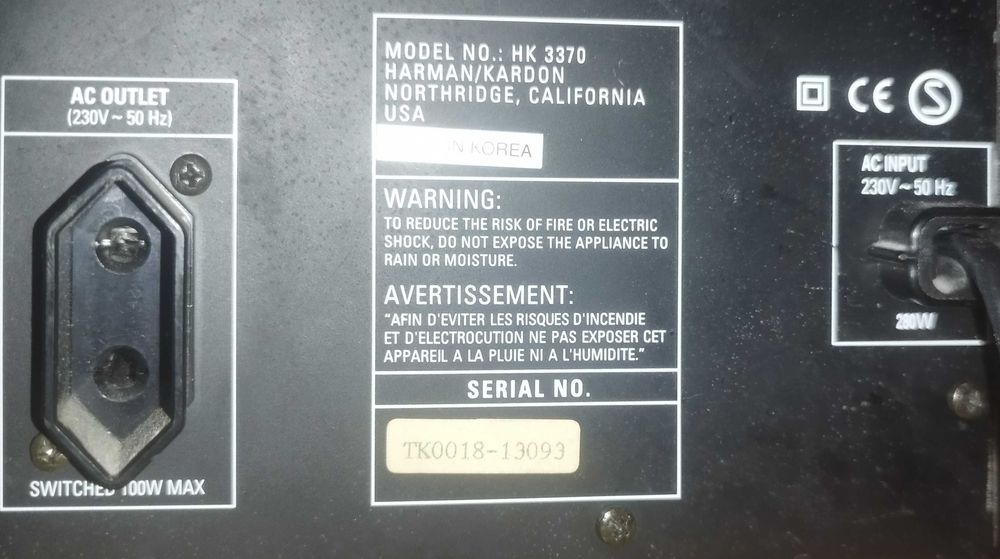 AC OUTLET
(230V ~ 50 Hz)
SWITCHED 100W MAX
MODEL NO.: HK 3370
HARMAN/KARDON
NORTHRIDGE, CALIFORNIA
USA
IN KOREA
WARNING:
TO REDUCE THE RISK OF FIRE OR ELECTRIC
SHOCK, DO NOT EXPOSE THE APPLIANCE TO
RAIN OR MOISTURE.
AVERTISSEMENT:
"AFIN D'EVITER LES RISQUES D'INCENDIE
ET D'ELECTROCUTION NE PAS EXPOSER CET
APPAREIL A LA PLUIE NI A L'HUMIDITE."
SERIAL NO.
TK0018-13093
CE S
AC INPUT
230V ~ 50 Hz
280W